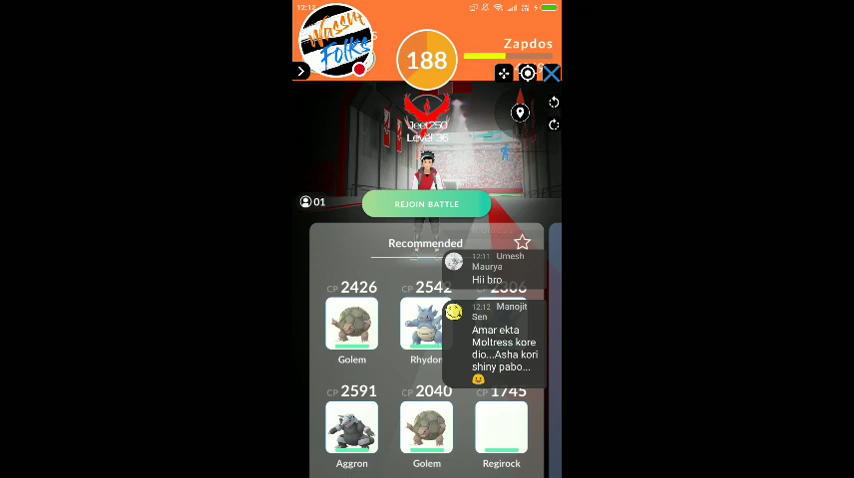 12:12
Wassup
Folks
188
Zapdos
Jeet250
Level 36
01
REJOIN BATTLE
Recommended
12:11 Umesh
Maurya
Hii bro
CP 2426
CP 2542
2306
12:12 Manojit
Sen
Amar ekta
Moltress kore
dio...Asha kori
shiny pabo...
Golem
Rhydon
CP 2591
CP 2040
CP 1745
Aggron
Golem
Regirock